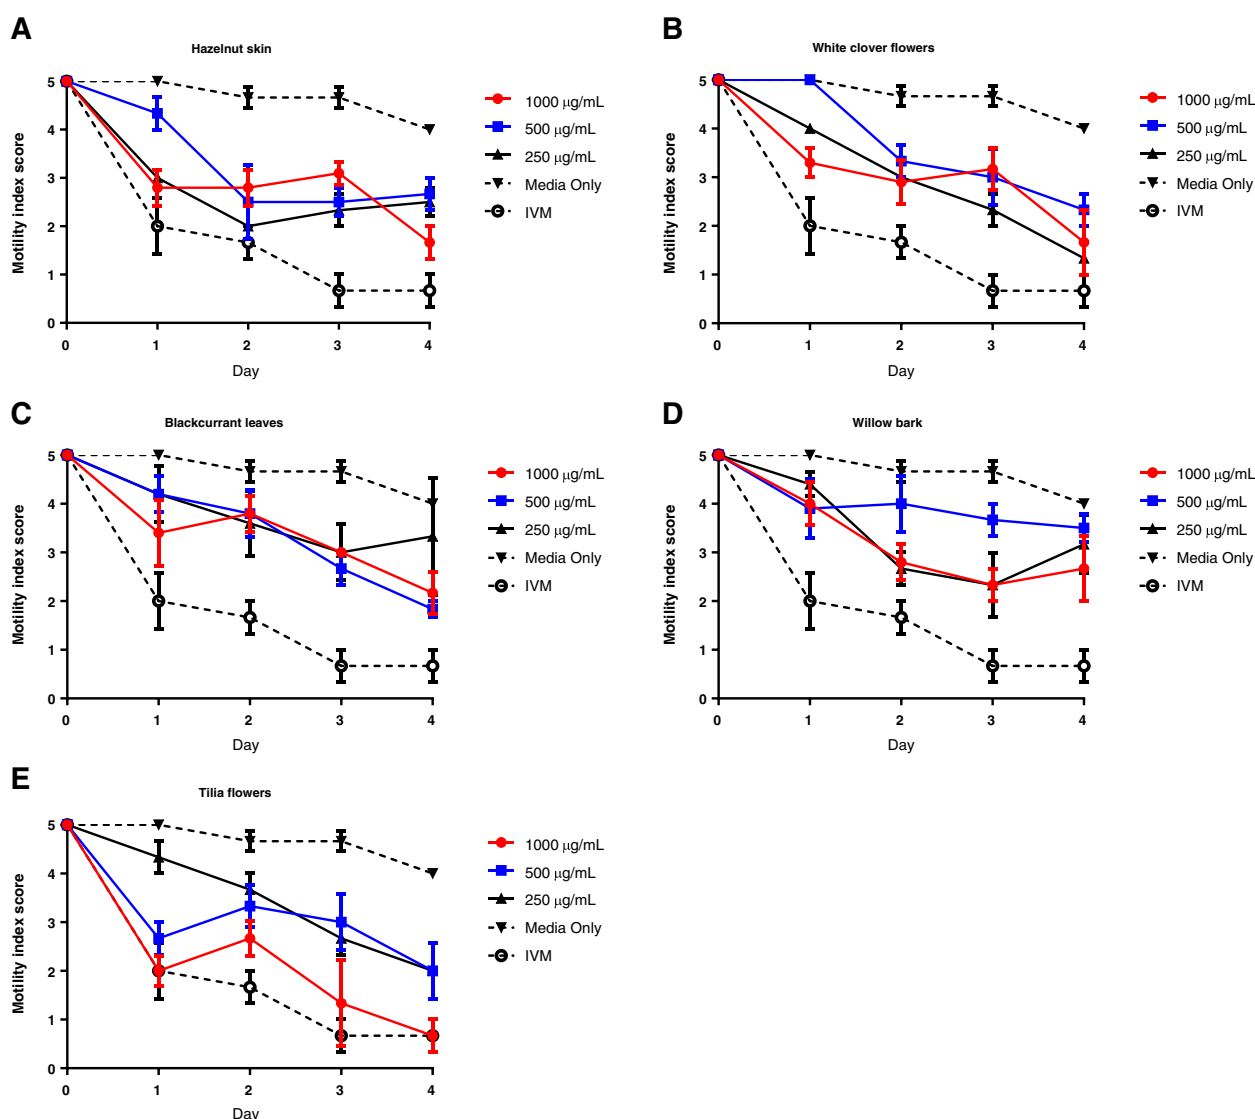 A
Hazelnut skin
Motility index score
5
4
3
2
1
0
0 1 2 3 4
Day
1000 µg/mL
500 µg/mL
250 µg/mL
Media Only
IVM
B
White clover flowers
Motility index score
5
4
3
2
1
0
0 1 2 3 4
Day
1000 µg/mL
500 µg/mL
250 µg/mL
Media Only
IVM
C
Blackcurrant leaves
Motility index score
5
4
3
2
1
0
0 1 2 3 4
Day
1000 µg/mL
500 µg/mL
250 µg/mL
Media Only
IVM
D
Willow bark
Motility index score
5
4
3
2
1
0
0 1 2 3 4
Day
1000 µg/mL
500 µg/mL
250 µg/mL
Media Only
IVM
E
Tilia flowers
Motility index score
5
4
3
2
1
0
0 1 2 3 4
Day
1000 µg/mL
500 µg/mL
250 µg/mL
Media Only
IVM